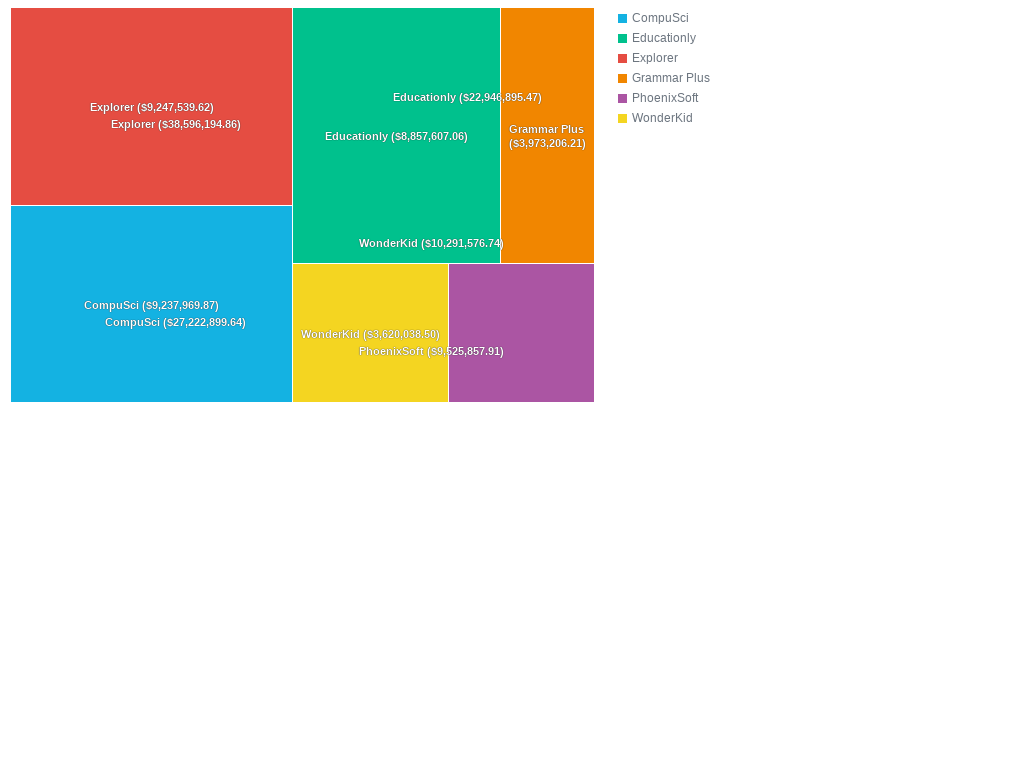 Explorer ($9,247,539.62)
Explorer ($38,596,194.86)
CompuSci ($9,237,969.87)
CompuSci ($27,222,899.64)
Educationly ($22,946,895.47)
Educationly ($8,857,607.06)
Grammar Plus
($3,973,206.21)
WonderKid ($10,291,576.74)
WonderKid ($3,620,038.50)
PhoenixSoft ($9,525,857.91)
CompuSci
Educationly
Explorer
Grammar Plus
PhoenixSoft
WonderKid